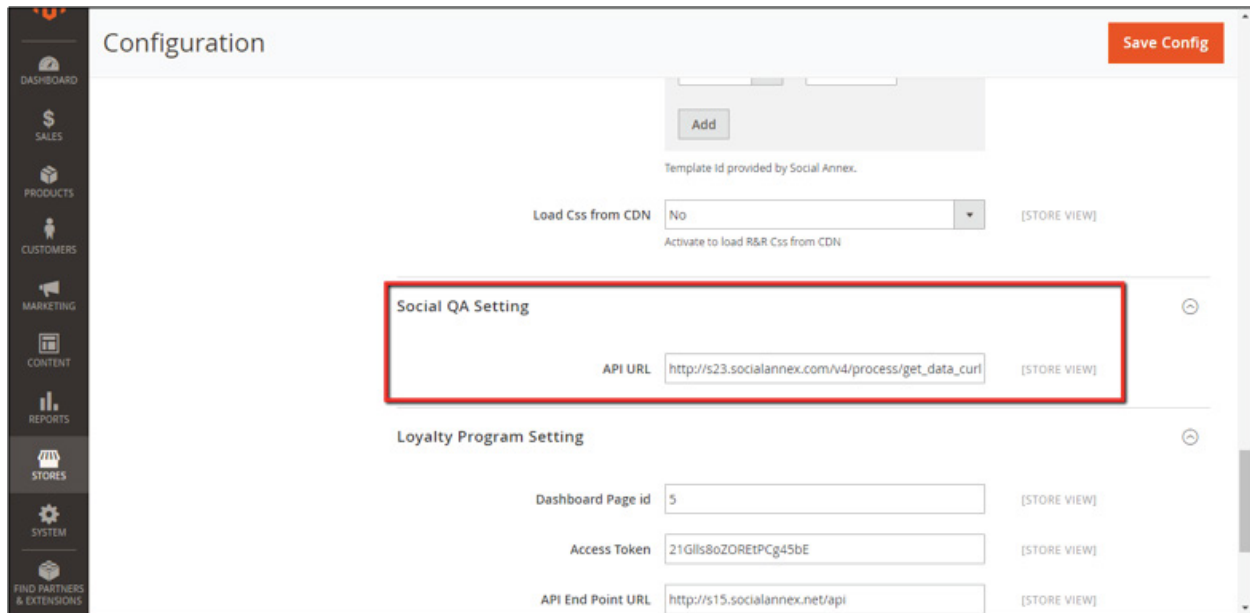 Configuration
Save Config
DASHBOARD
SALES
PRODUCTS
CUSTOMERS
MARKETING
CONTENT
REPORTS
STORES
SYSTEM
FIND PARTNERS
& EXTENSIONS
Add
Template Id provided by Social Annex.
Load Css from CDN No [STORE VIEW]
Activate to load R&R Css from CDN
Social QA Setting
API URL http://s23.socialannex.com/v4/process/get_data_curl [STORE VIEW]
Loyalty Program Setting
Dashboard Page id 5 [STORE VIEW]
Access Token 21Glls8oZOREtPCg45bE [STORE VIEW]
API End Point URL http://s15.socialannex.net/api [STORE VIEW]